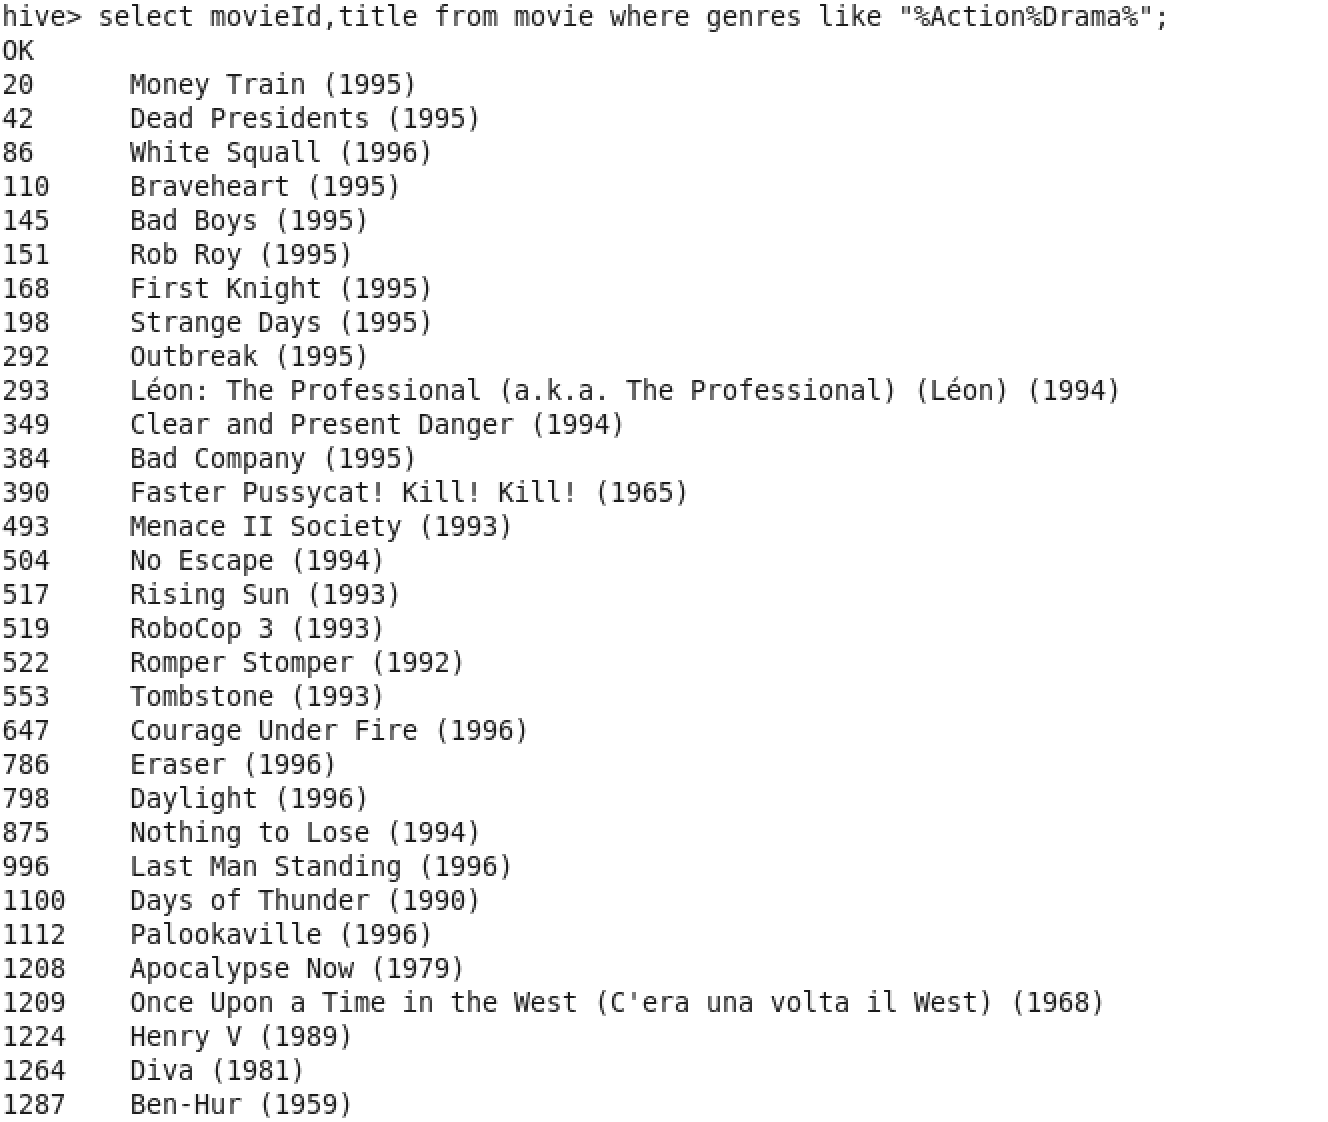 hive> select movieId,title from movie where genres like "%Action%Drama%";
OK
20 Money Train (1995)
42 Dead Presidents (1995)
86 White Squall (1996)
110 Braveheart (1995)
145 Bad Boys (1995)
151 Rob Roy (1995)
168 First Knight (1995)
198 Strange Days (1995)
292 Outbreak (1995)
293 Léon: The Professional (a.k.a. The Professional) (Léon) (1994)
349 Clear and Present Danger (1994)
384 Bad Company (1995)
390 Faster Pussycat! Kill! Kill! (1965)
493 Menace II Society (1993)
504 No Escape (1994)
517 Rising Sun (1993)
519 RoboCop 3 (1993)
522 Romper Stomper (1992)
553 Tombstone (1993)
647 Courage Under Fire (1996)
786 Eraser (1996)
798 Daylight (1996)
875 Nothing to Lose (1994)
996 Last Man Standing (1996)
1100 Days of Thunder (1990)
1112 Palookaville (1996)
1208 Apocalypse Now (1979)
1209 Once Upon a Time in the West (C'era una volta il West) (1968)
1224 Henry V (1989)
1264 Diva (1981)
1287 Ben-Hur (1959)